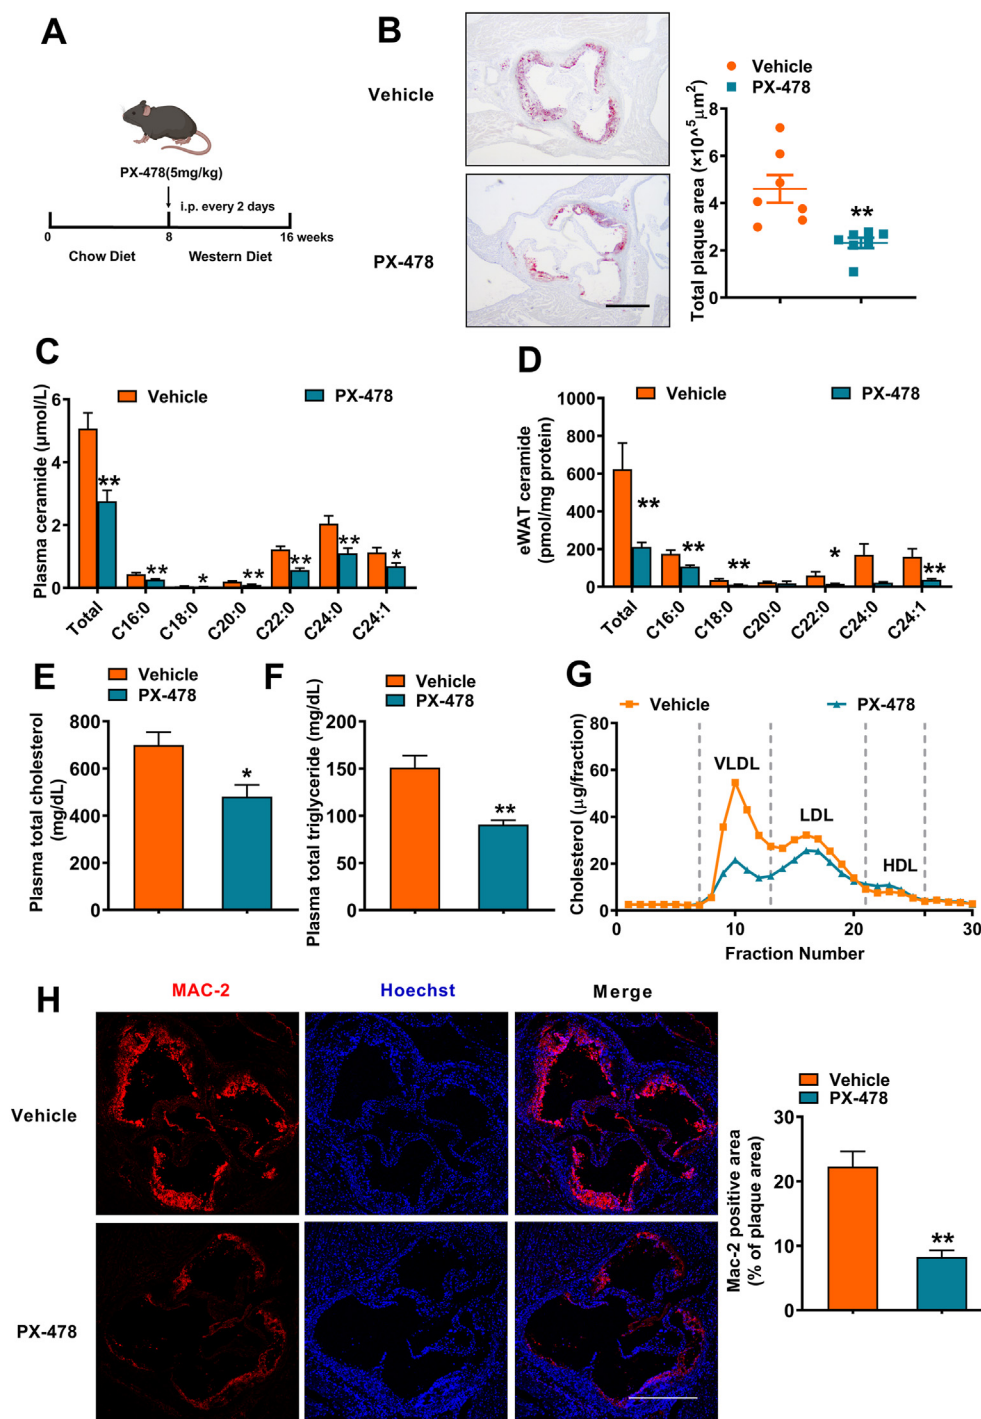 A
PX-478(5mg/kg)
i.p. every 2 days
0
8
16 weeks
Chow Diet
Western Diet
B
Vehicle
PX-478
Vehicle
PX-478
Total plaque area (×10^5μm2)
8
6
4
2
0
**
C
Vehicle
PX-478
Plasma ceramide (μmol/L)
6
4
2
0
**
**
*
**
**
**
*
Total
C16:0
C18:0
C20:0
C22:0
C24:0
C24:1
D
Vehicle
PX-478
eWAT ceramide
(pmol/mg protein)
1000
800
600
400
200
0
**
**
**
*
**
Total
C16:0
C18:0
C20:0
C22:0
C24:0
C24:1
E
Vehicle
PX-478
Plasma total cholesterol
(mg/dL)
800
600
400
200
0
*
F
Vehicle
PX-478
Plasma total triglyceride (mg/dL)
200
150
100
50
0
**
G
Vehicle
PX-478
Cholesterol (μg/fraction)
80
60
40
20
0
VLDL
LDL
HDL
10
20
30
Fraction Number
H
MAC-2
Hoechst
Merge
Vehicle
PX-478
Vehicle
PX-478
Mac-2 positive area
(% of plaque area)
30
20
10
0
**